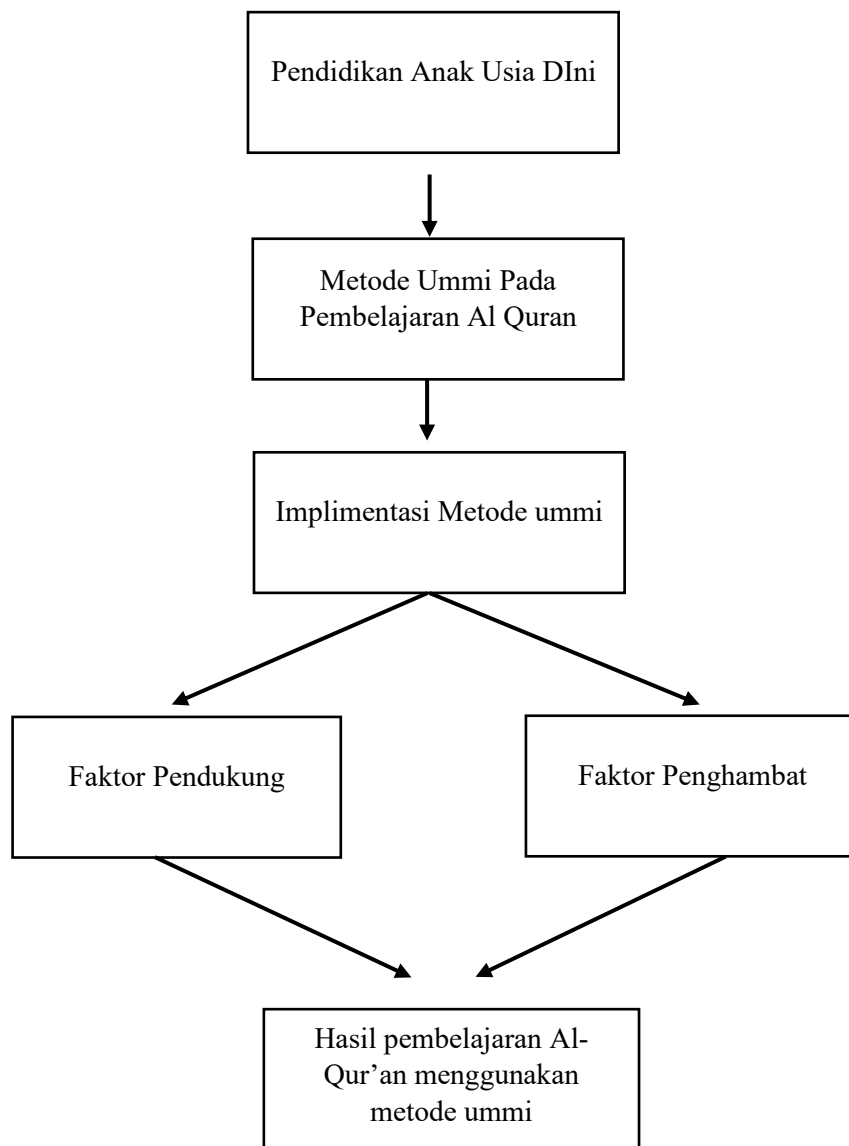 Pendidikan Anak Usia DIni
Metode Ummi Pada
Pembelajaran Al Quran
Implimentasi Metode ummi
Faktor Pendukung
Faktor Penghambat
Hasil pembelajaran Al-
Qur’an menggunakan
metode ummi